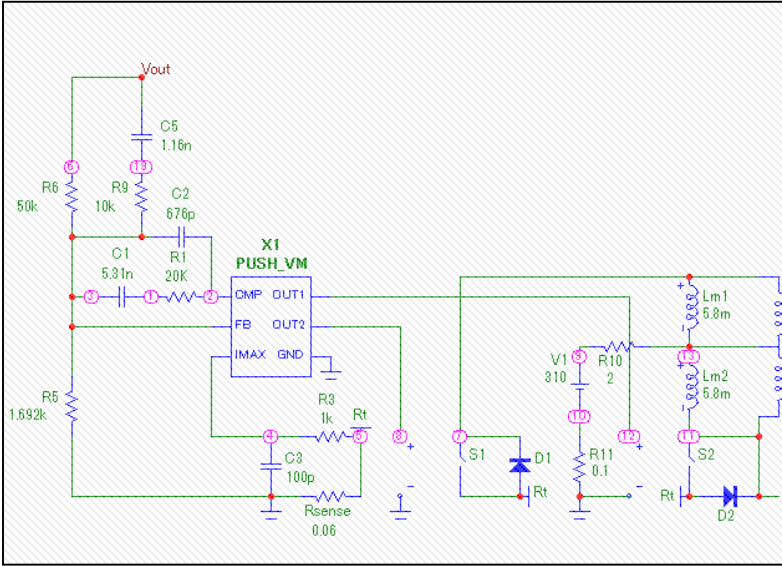 Vout
C5
1.16n
6
19
R6
50k
R9
10k
C2
676p
C1
5.31n
R1
20K
3
1
2
X1
PUSH_VM
CMP OUT1
FB OUT2
IMAX GND
R5
1.692k
R3
1k
Rt
4
5
8
+
-
C3
100p
Rsense
0.06
7
S1
D1
Rt
V1
310
9
R10
2
10
R11
0.1
12
+
-
+
Lm1
5.8m
-
13
+
Lm2
5.8m
-
11
S2
Rt
D2